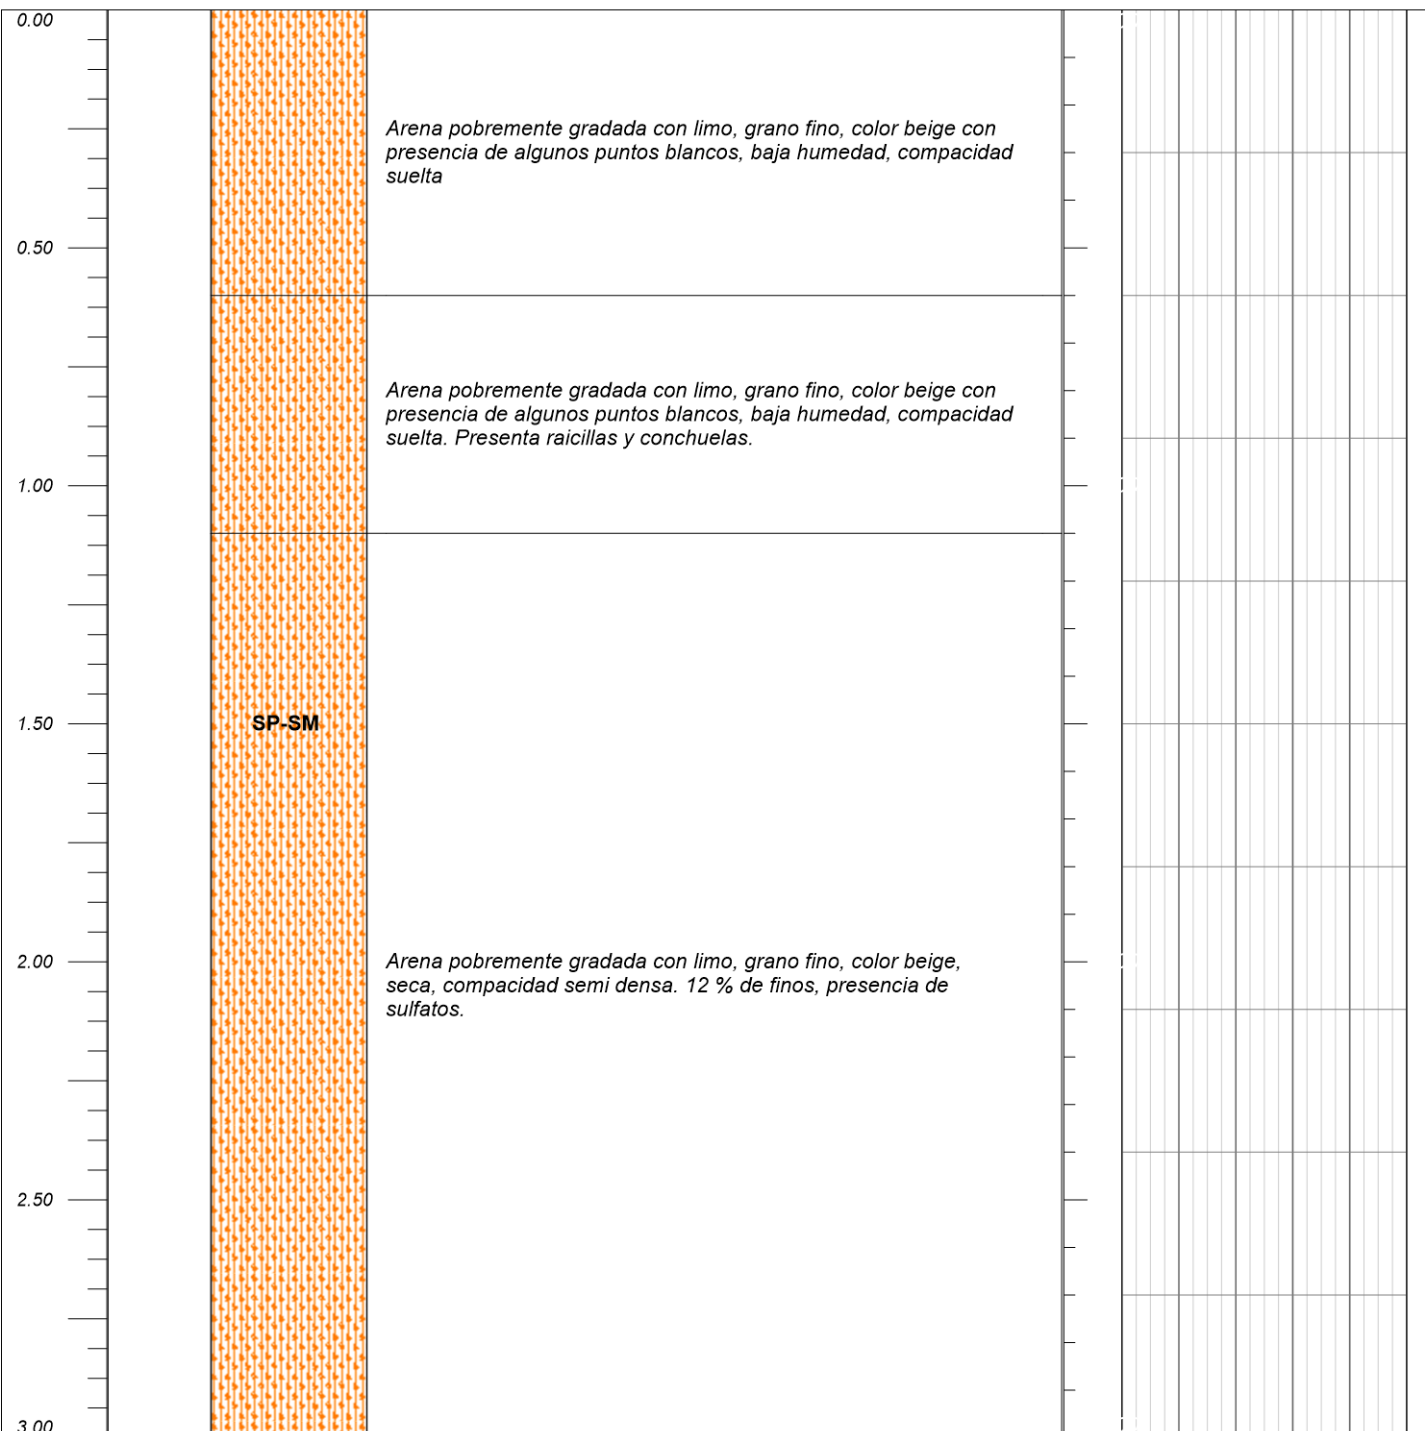 0.00
Arena pobremente gradada con limo, grano fino, color beige con
presencia de algunos puntos blancos, baja humedad, compacidad
suelta
0.50
Arena pobremente gradada con limo, grano fino, color beige con
presencia de algunos puntos blancos, baja humedad, compacidad
suelta. Presenta raicillas y conchuelas.
1.00
1.50
SP-SM
2.00
Arena pobremente gradada con limo, grano fino, color beige,
seca, compacidad semi densa. 12 % de finos, presencia de
sulfatos.
2.50
3.00